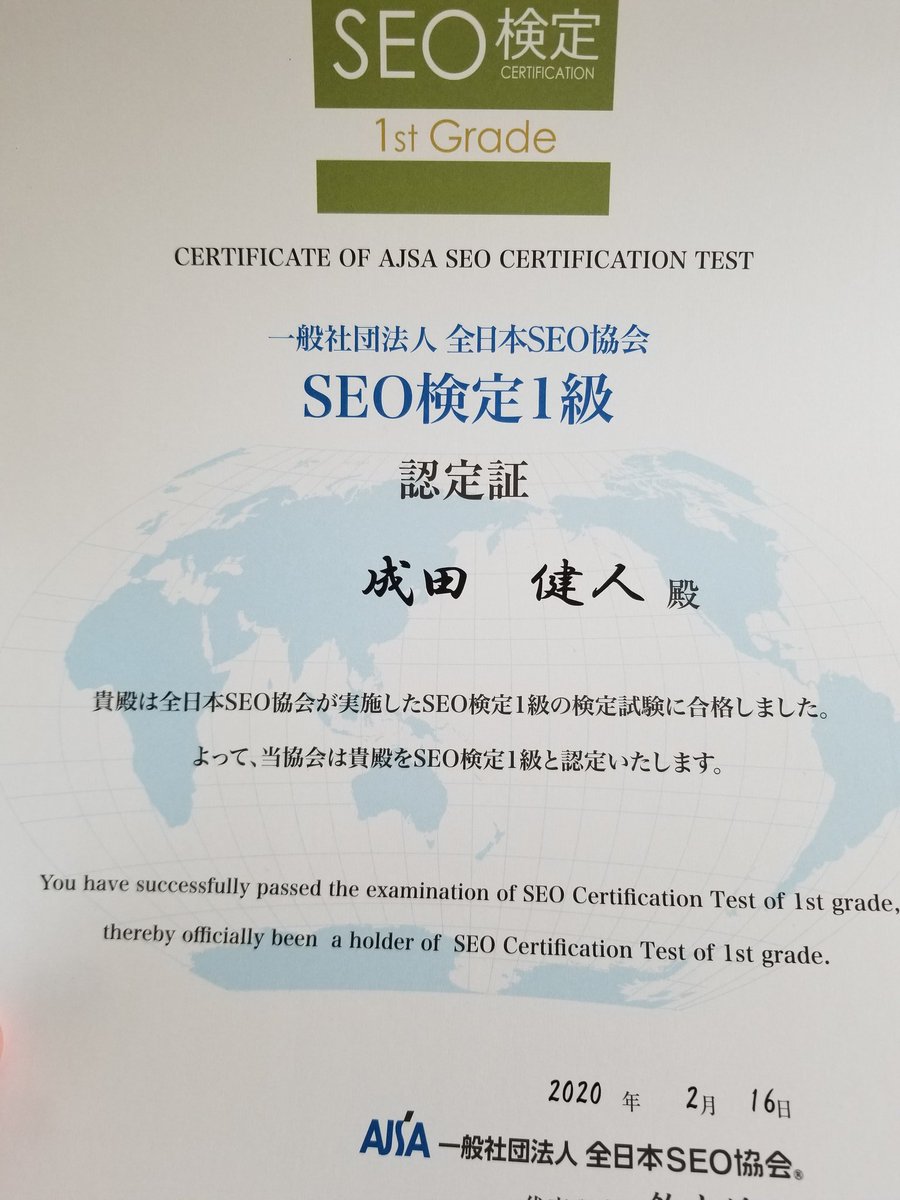 SEO検定
CERTIFICATION
1st Grade
CERTIFICATE OF AJSA SEO CERTIFICATION TEST
一般社団法人 全日本SEO協会
SEO検定1級
認定証
成田 健人 殿
貴殿は全日本SEO協会が実施したSEO検定1級の検定試験に合格しました。
よって、当協会は貴殿をSEO検定1級と認定いたします。
You have successfully passed the examination of SEO Certification Test of 1st grade,
thereby officially been a holder of SEO Certification Test of 1st grade.
2020 年 2月 16日
AJSA 一般社団法人 全日本SEO協会®